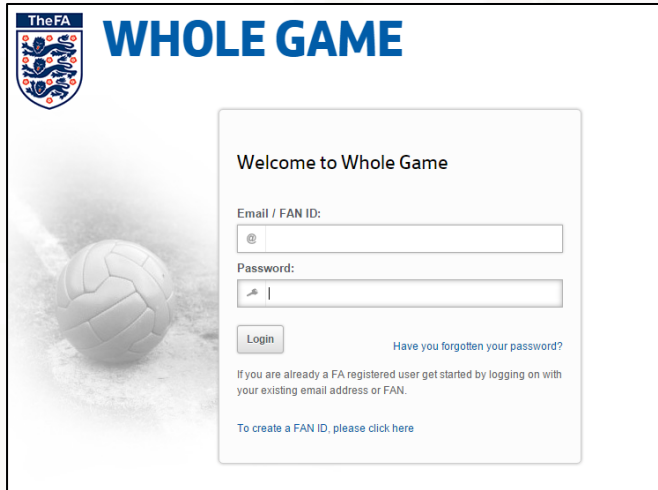 TheFA
WHOLE GAME
Welcome to Whole Game
Email / FAN ID:
@
Password:
Login
Have you forgotten your password?
If you are already a FA registered user get started by logging on with
your existing email address or FAN.
To create a FAN ID, please click here